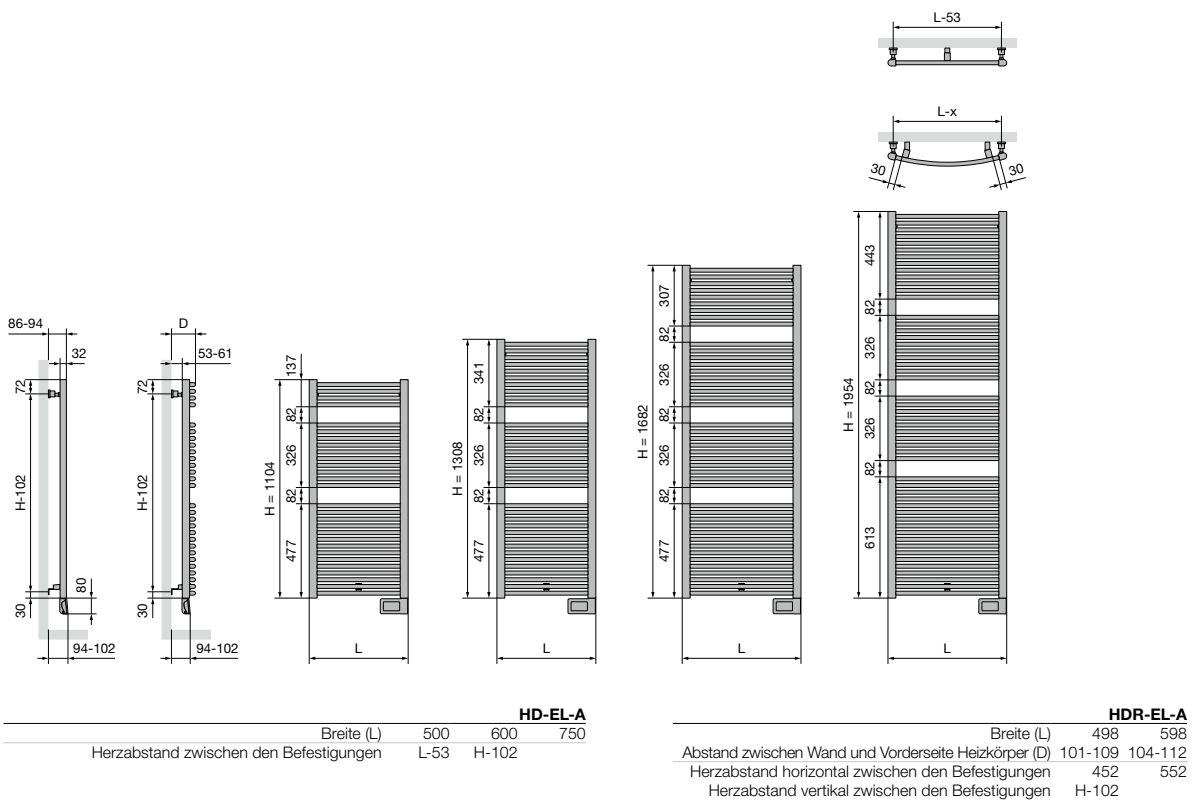 L-53
L-x
30 30
86-94
32
72
H-102
30
80
94-102
D
53-61
72
H-102
30
94-102
137
82
326
82
477
H = 1104
L
341
82
326
82
477
H = 1308
L
307
82
326
82
326
82
477
H = 1682
L
443
82
326
82
326
82
613
H = 1954
L
HD-EL-A
Breite (L) 500 600 750
Herzabstand zwischen den Befestigungen L-53 H-102
HDR-EL-A
Breite (L) 498 598
Abstand zwischen Wand und Vorderseite Heizkörper (D) 101-109 104-112
Herzabstand horizontal zwischen den Befestigungen 452 552
Herzabstand vertikal zwischen den Befestigungen H-102